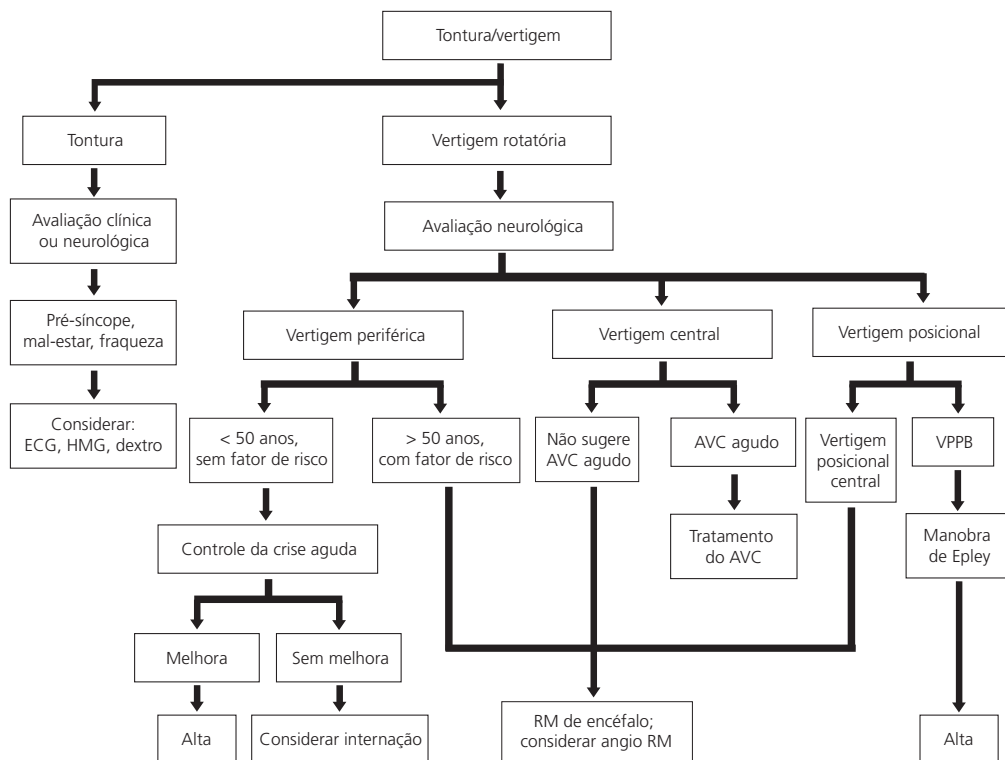 Tontura/vertigem
Tontura
Vertigem rotatória
Avaliação clínica
ou neurológica
Avaliação neurológica
Pré-síncope,
mal-estar, fraqueza
Vertigem periférica
Vertigem central
Vertigem posicional
Considerar:
ECG, HMG, dextro
< 50 anos,
sem fator de risco
> 50 anos,
com fator de risco
Não sugere
AVC agudo
AVC agudo
Vertigem
posicional
central
VPPB
Controle da crise aguda
Tratamento
do AVC
Manobra
de Epley
Melhora
Sem melhora
Alta
Considerar internação
RM de encéfalo;
considerar angio RM
Alta